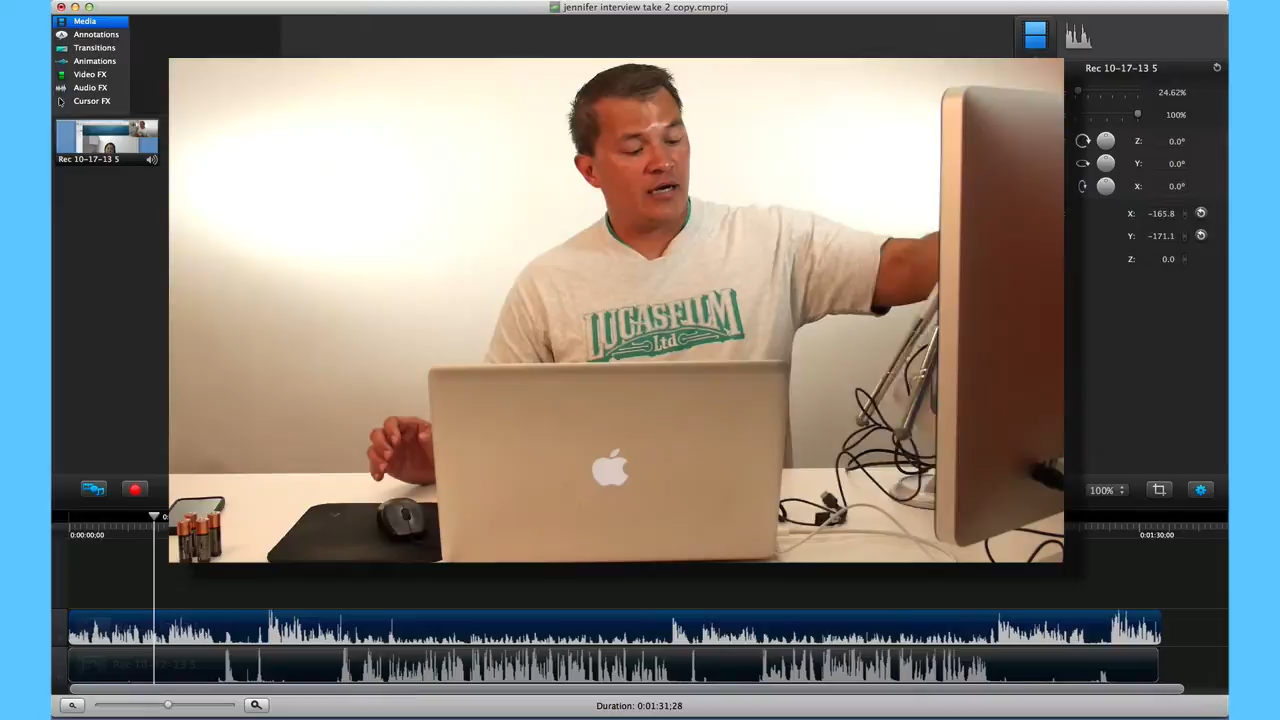 jennifer interview take 2 copy.cmproj
Media
Annotations
Transitions
Animations
Video FX
Audio FX
Cursor FX
Rec 10-17-13 5
Rec 10-17-13 5
24.62%
100%
Z: 0.0°
Y: 0.0°
X: 0.0°
X: -165.8
Y: -171.1
Z: 0.0
LUCASFILM
Ltd
100%
0:00:00;00
0:01:30;00
Duration: 0:01:31;28